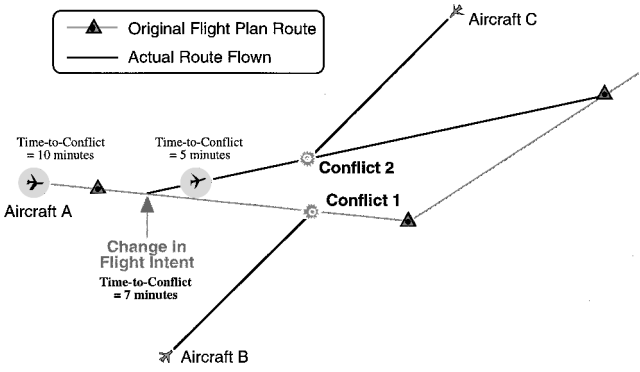 Original Flight Plan Route
Actual Route Flown
Aircraft C
Time-to-Conflict
= 10 minutes
Time-to-Conflict
= 5 minutes
Conflict 2
Aircraft A
Conflict 1
Change in
Flight Intent
Time-to-Conflict
= 7 minutes
Aircraft B